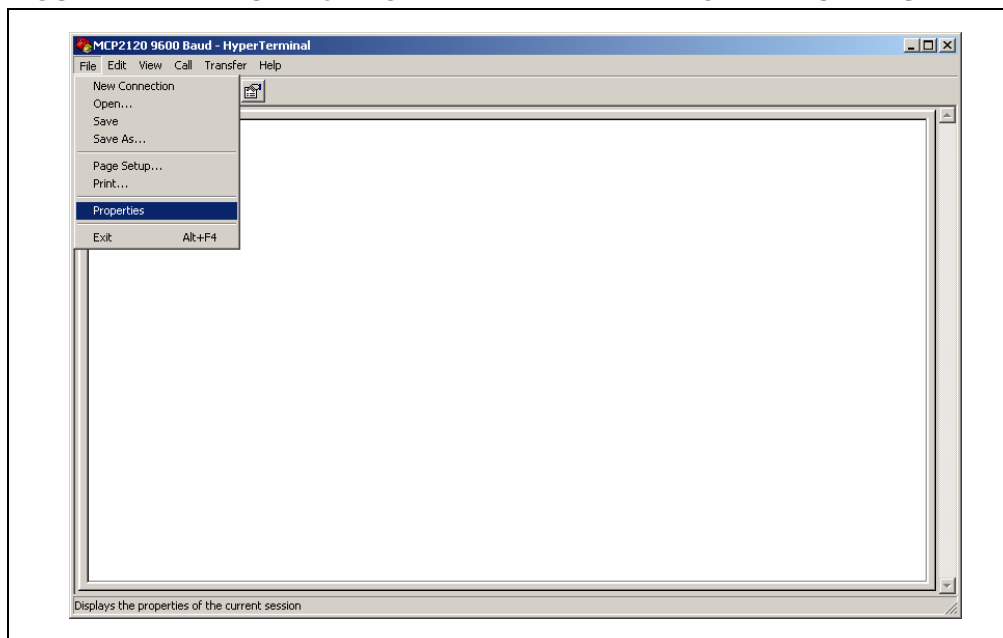 MCP2120 9600 Baud - HyperTerminal
File Edit View Call Transfer Help
New Connection
Open...
Save
Save As...
Page Setup...
Print...
Properties
Exit Alt+F4
Displays the properties of the current session